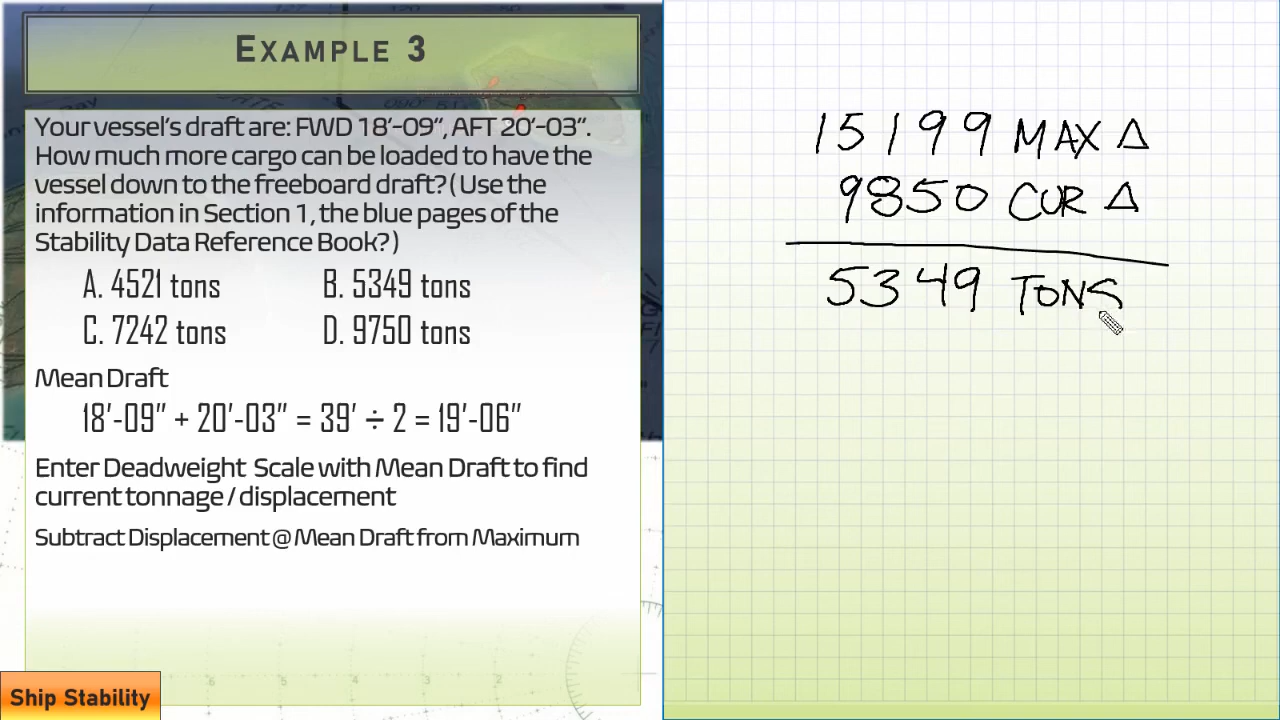 EXAMPLE 3
Your vessel's draft are: FWD 18'-09", AFT 20'-03".
How much more cargo can be loaded to have the
vessel down to the freeboard draft? ( Use the
information in Section 1, the blue pages of the
Stability Data Reference Book? )
A. 4521 tons B. 5349 tons
C. 7242 tons D. 9750 tons
Mean Draft
18'-09" + 20'-03" = 39' ÷ 2 = 19'-06"
Enter Deadweight Scale with Mean Draft to find
current tonnage / displacement
Subtract Displacement @ Mean Draft from Maximum
Ship Stability
15199 MAX Δ
9850 CUR Δ
5349 TONS